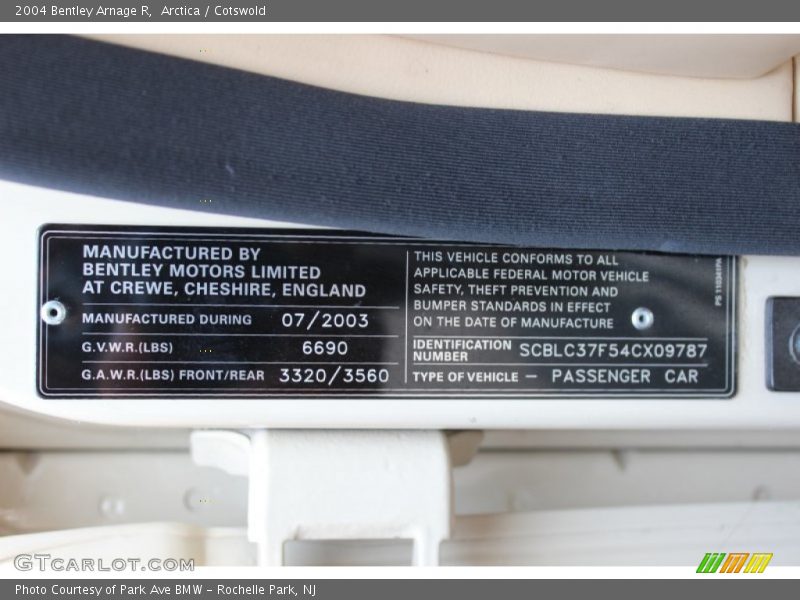 2004 Bentley Arnage R,  Arctica / Cotswold
MANUFACTURED BY
BENTLEY MOTORS LIMITED
AT CREWE, CHESHIRE, ENGLAND
MANUFACTURED DURING 07/2003
G.V.W.R.(LBS) 6690
G.A.W.R.(LBS) FRONT/REAR 3320/3560
THIS VEHICLE CONFORMS TO ALL
APPLICABLE FEDERAL MOTOR VEHICLE
SAFETY, THEFT PREVENTION AND
BUMPER STANDARDS IN EFFECT
ON THE DATE OF MANUFACTURE
IDENTIFICATION
NUMBER SCBLC37F54CX09787
TYPE OF VEHICLE – PASSENGER CAR
PS 110341PA
GTCARLOT.COM
Photo Courtesy of Park Ave BMW – Rochelle Park, NJ